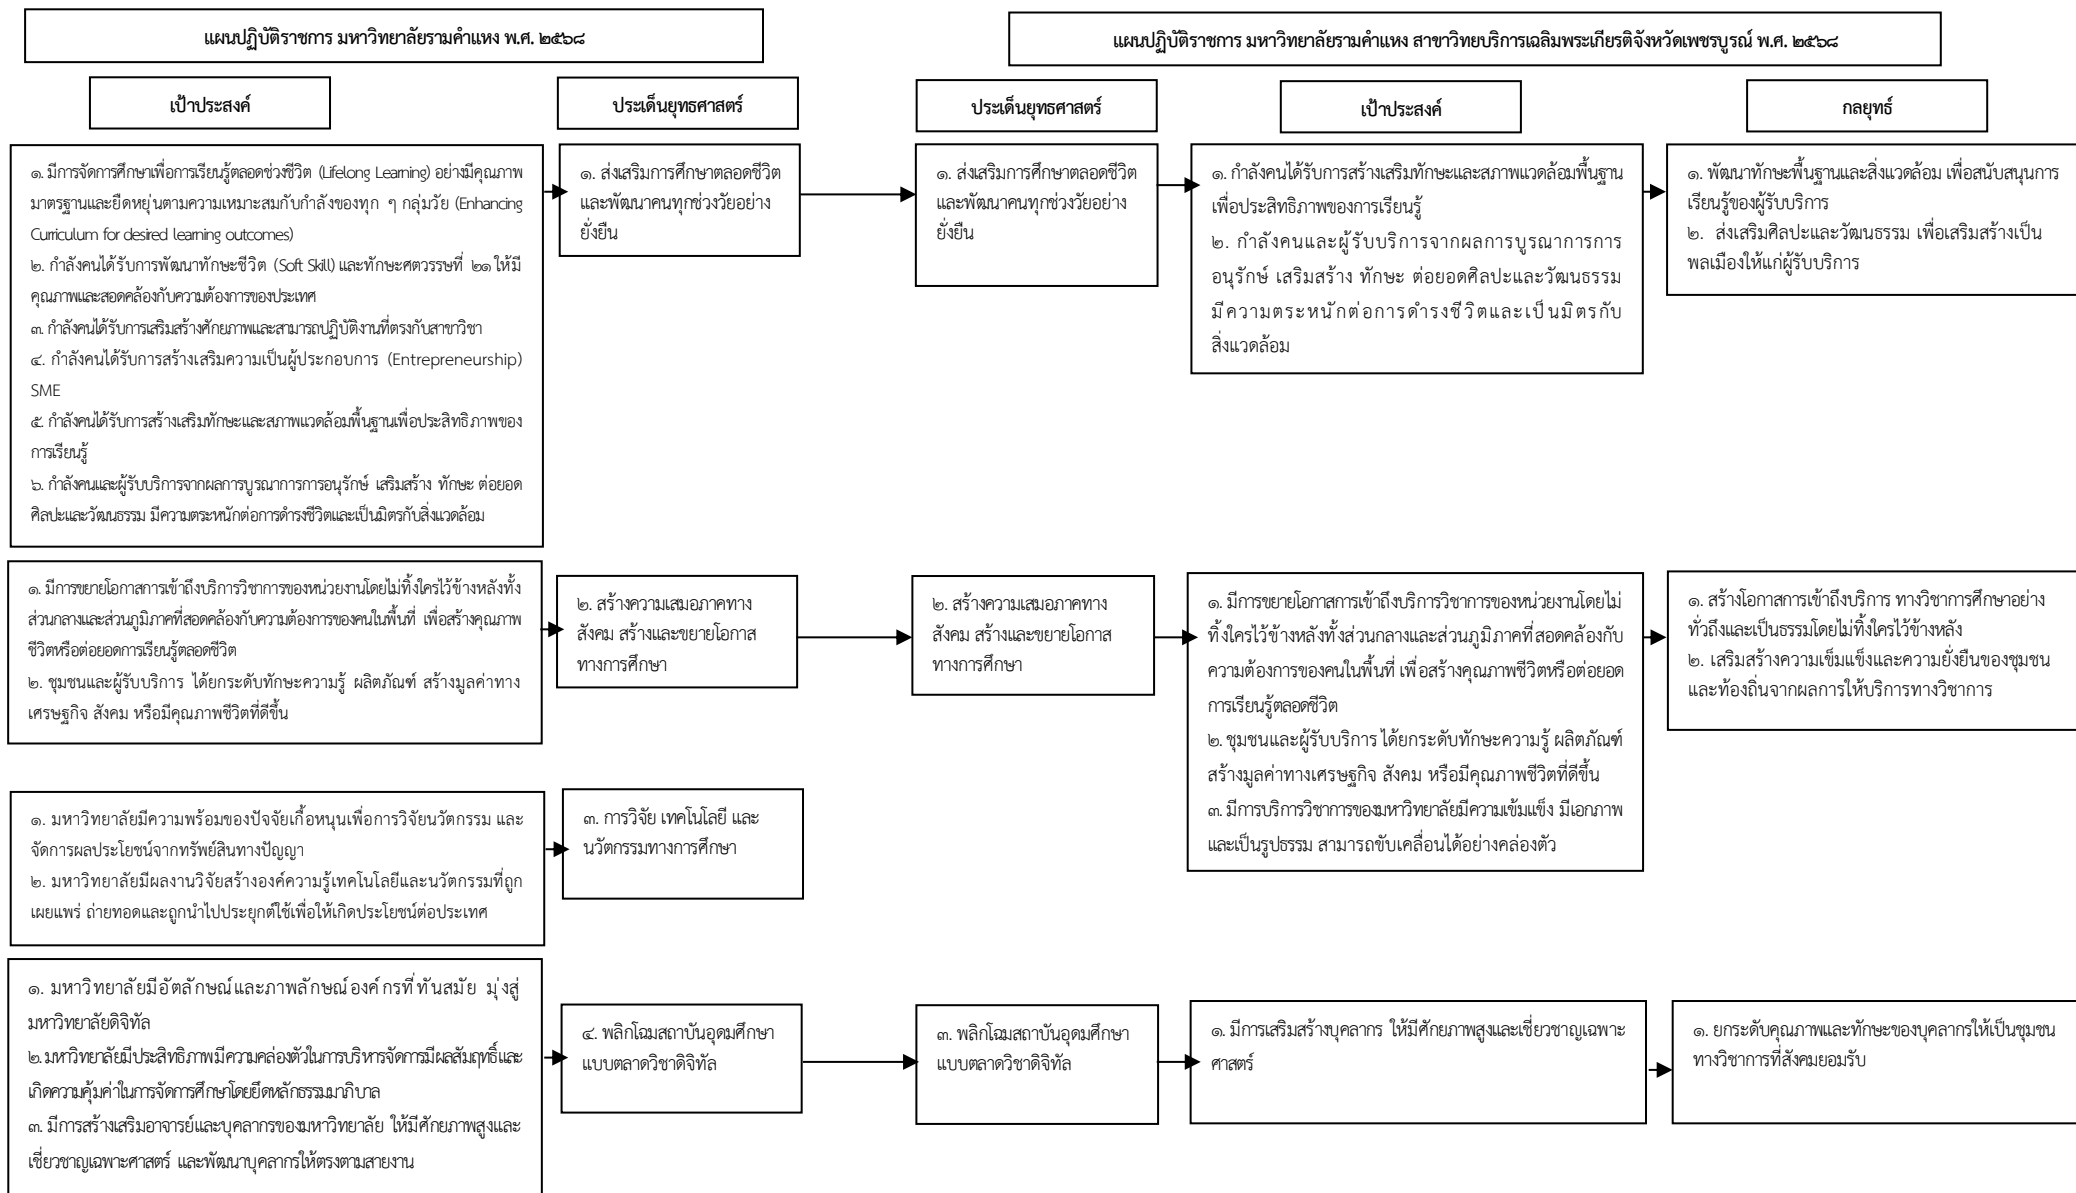 แผนปฏิบัติราชการ มหาวิทยาลัยรามคำแหง พ.ศ. ๒๕๖๘
แผนปฏิบัติราชการ มหาวิทยาลัยรามคำแหง สาขาวิทยบริการเฉลิมพระเกียรติจังหวัดเพชรบูรณ์ พ.ศ. ๒๕๖๘
เป้าประสงค์
ประเด็นยุทธศาสตร์
ประเด็นยุทธศาสตร์
เป้าประสงค์
กลยุทธ์
๑. มีการจัดการศึกษาเพื่อการเรียนรู้ตลอดช่วงชีวิต (Lifelong Learning) อย่างมีคุณภาพ
มาตรฐานและยืดหยุ่นตามความเหมาะสมกับกำลังของทุก ๆ กลุ่มวัย (Enhancing
Curriculum for desired learning outcomes)
๒. กำลังคนได้รับการพัฒนาทักษะชีวิต (Soft Skill) และทักษะศตวรรษที่ ๒๑ ให้มี
คุณภาพและสอดคล้องกับความต้องการของประเทศ
๓. กำลังคนได้รับการเสริมสร้างศักยภาพและสามารถปฏิบัติงานที่ตรงกับสาขาวิชา
๔. กำลังคนได้รับการสร้างเสริมความเป็นผู้ประกอบการ (Entrepreneurship)
SME
๕. กำลังคนได้รับการสร้างเสริมทักษะและสภาพแวดล้อมพื้นฐานเพื่อประสิทธิภาพของ
การเรียนรู้
๖. กำลังคนและผู้รับบริการจากผลการบูรณาการการอนุรักษ์ เสริมสร้าง ทักษะ ต่อยอด
ศิลปะและวัฒนธรรม มีความตระหนักต่อการดำรงชีวิตและเป็นมิตรกับสิ่งแวดล้อม
๑. ส่งเสริมการศึกษาตลอดชีวิต
และพัฒนาคนทุกช่วงวัยอย่าง
ยั่งยืน
๑. ส่งเสริมการศึกษาตลอดชีวิต
และพัฒนาคนทุกช่วงวัยอย่าง
ยั่งยืน
๑. กำลังคนได้รับการสร้างเสริมทักษะและสภาพแวดล้อมพื้นฐาน
เพื่อประสิทธิภาพของการเรียนรู้
๒. กำลังคนและผู้รับบริการจากผลการบูรณาการการ
อนุรักษ์ เสริมสร้าง ทักษะ ต่อยอดศิลปะและวัฒนธรรม
มีความตระหนักต่อการดำรงชีวิตและเป็นมิตรกับ
สิ่งแวดล้อม
๑. พัฒนาทักษะพื้นฐานและสิ่งแวดล้อม เพื่อสนับสนุนการ
เรียนรู้ของผู้รับบริการ
๒. ส่งเสริมศิลปะและวัฒนธรรม เพื่อเสริมสร้างเป็น
พลเมืองให้แก่ผู้รับบริการ
๑. มีการขยายโอกาสการเข้าถึงบริการวิชาการของหน่วยงานโดยไม่ทิ้งใครไว้ข้างหลังทั้ง
ส่วนกลางและส่วนภูมิภาคที่สอดคล้องกับความต้องการของคนในพื้นที่ เพื่อสร้างคุณภาพ
ชีวิตหรือต่อยอดการเรียนรู้ตลอดชีวิต
๒. ชุมชนและผู้รับบริการ ได้ยกระดับทักษะความรู้ ผลิตภัณฑ์ สร้างมูลค่าทาง
เศรษฐกิจ สังคม หรือมีคุณภาพชีวิตที่ดีขึ้น
๒. สร้างความเสมอภาคทาง
สังคม สร้างและขยายโอกาส
ทางการศึกษา
๒. สร้างความเสมอภาคทาง
สังคม สร้างและขยายโอกาส
ทางการศึกษา
๑. มีการขยายโอกาสการเข้าถึงบริการวิชาการของหน่วยงานโดยไม่
ทิ้งใครไว้ข้างหลังทั้งส่วนกลางและส่วนภูมิภาคที่สอดคล้องกับ
ความต้องการของคนในพื้นที่ เพื่อสร้างคุณภาพชีวิตหรือต่อยอด
การเรียนรู้ตลอดชีวิต
๒. ชุมชนและผู้รับบริการ ได้ยกระดับทักษะความรู้ ผลิตภัณฑ์
สร้างมูลค่าทางเศรษฐกิจ สังคม หรือมีคุณภาพชีวิตที่ดีขึ้น
๓. มีการบริการวิชาการของมหาวิทยาลัยมีความเข้มแข็ง มีเอกภาพ
และเป็นรูปธรรม สามารถขับเคลื่อนได้อย่างคล่องตัว
๑. สร้างโอกาสการเข้าถึงบริการ ทางวิชาการศึกษาอย่าง
ทั่วถึงและเป็นธรรมโดยไม่ทิ้งใครไว้ข้างหลัง
๒. เสริมสร้างความเข็มแข็งและความยั่งยืนของชุมชน
และท้องถิ่นจากผลการให้บริการทางวิชาการ
๑. มหาวิทยาลัยมีความพร้อมของปัจจัยเกื้อหนุนเพื่อการวิจัยนวัตกรรม และ
จัดการผลประโยชน์จากทรัพย์สินทางปัญญา
๒. มหาวิทยาลัยมีผลงานวิจัยสร้างองค์ความรู้เทคโนโลยีและนวัตกรรมที่ถูก
เผยแพร่ ถ่ายทอดและถูกนำไปประยุกต์ใช้เพื่อให้เกิดประโยชน์ต่อประเทศ
๓. การวิจัย เทคโนโลยี และ
นวัตกรรมทางการศึกษา
๑. มหาวิทยาลัยมีอัตลักษณ์และภาพลักษณ์องค์กรที่ทันสมัย มุ่งสู่
มหาวิทยาลัยดิจิทัล
๒. มหาวิทยาลัยมีประสิทธิภาพมีความคล่องตัวในการบริหารจัดการมีผลสัมฤทธิ์และ
เกิดความคุ้มค่าในการจัดการศึกษาโดยยึดหลักธรรมมาภิบาล
๓. มีการสร้างเสริมอาจารย์และบุคลากรของมหาวิทยาลัย ให้มีศักยภาพสูงและ
เชี่ยวชาญเฉพาะศาสตร์ และพัฒนาบุคลากรให้ตรงตามสายงาน
๔. พลิกโฉมสถาบันอุดมศึกษา
แบบตลาดวิชาดิจิทัล
๓. พลิกโฉมสถาบันอุดมศึกษา
แบบตลาดวิชาดิจิทัล
๑. มีการเสริมสร้างบุคลากร ให้มีศักยภาพสูงและเชี่ยวชาญเฉพาะ
ศาสตร์
๑. ยกระดับคุณภาพและทักษะของบุคลากรให้เป็นชุมชน
ทางวิชาการที่สังคมยอมรับ